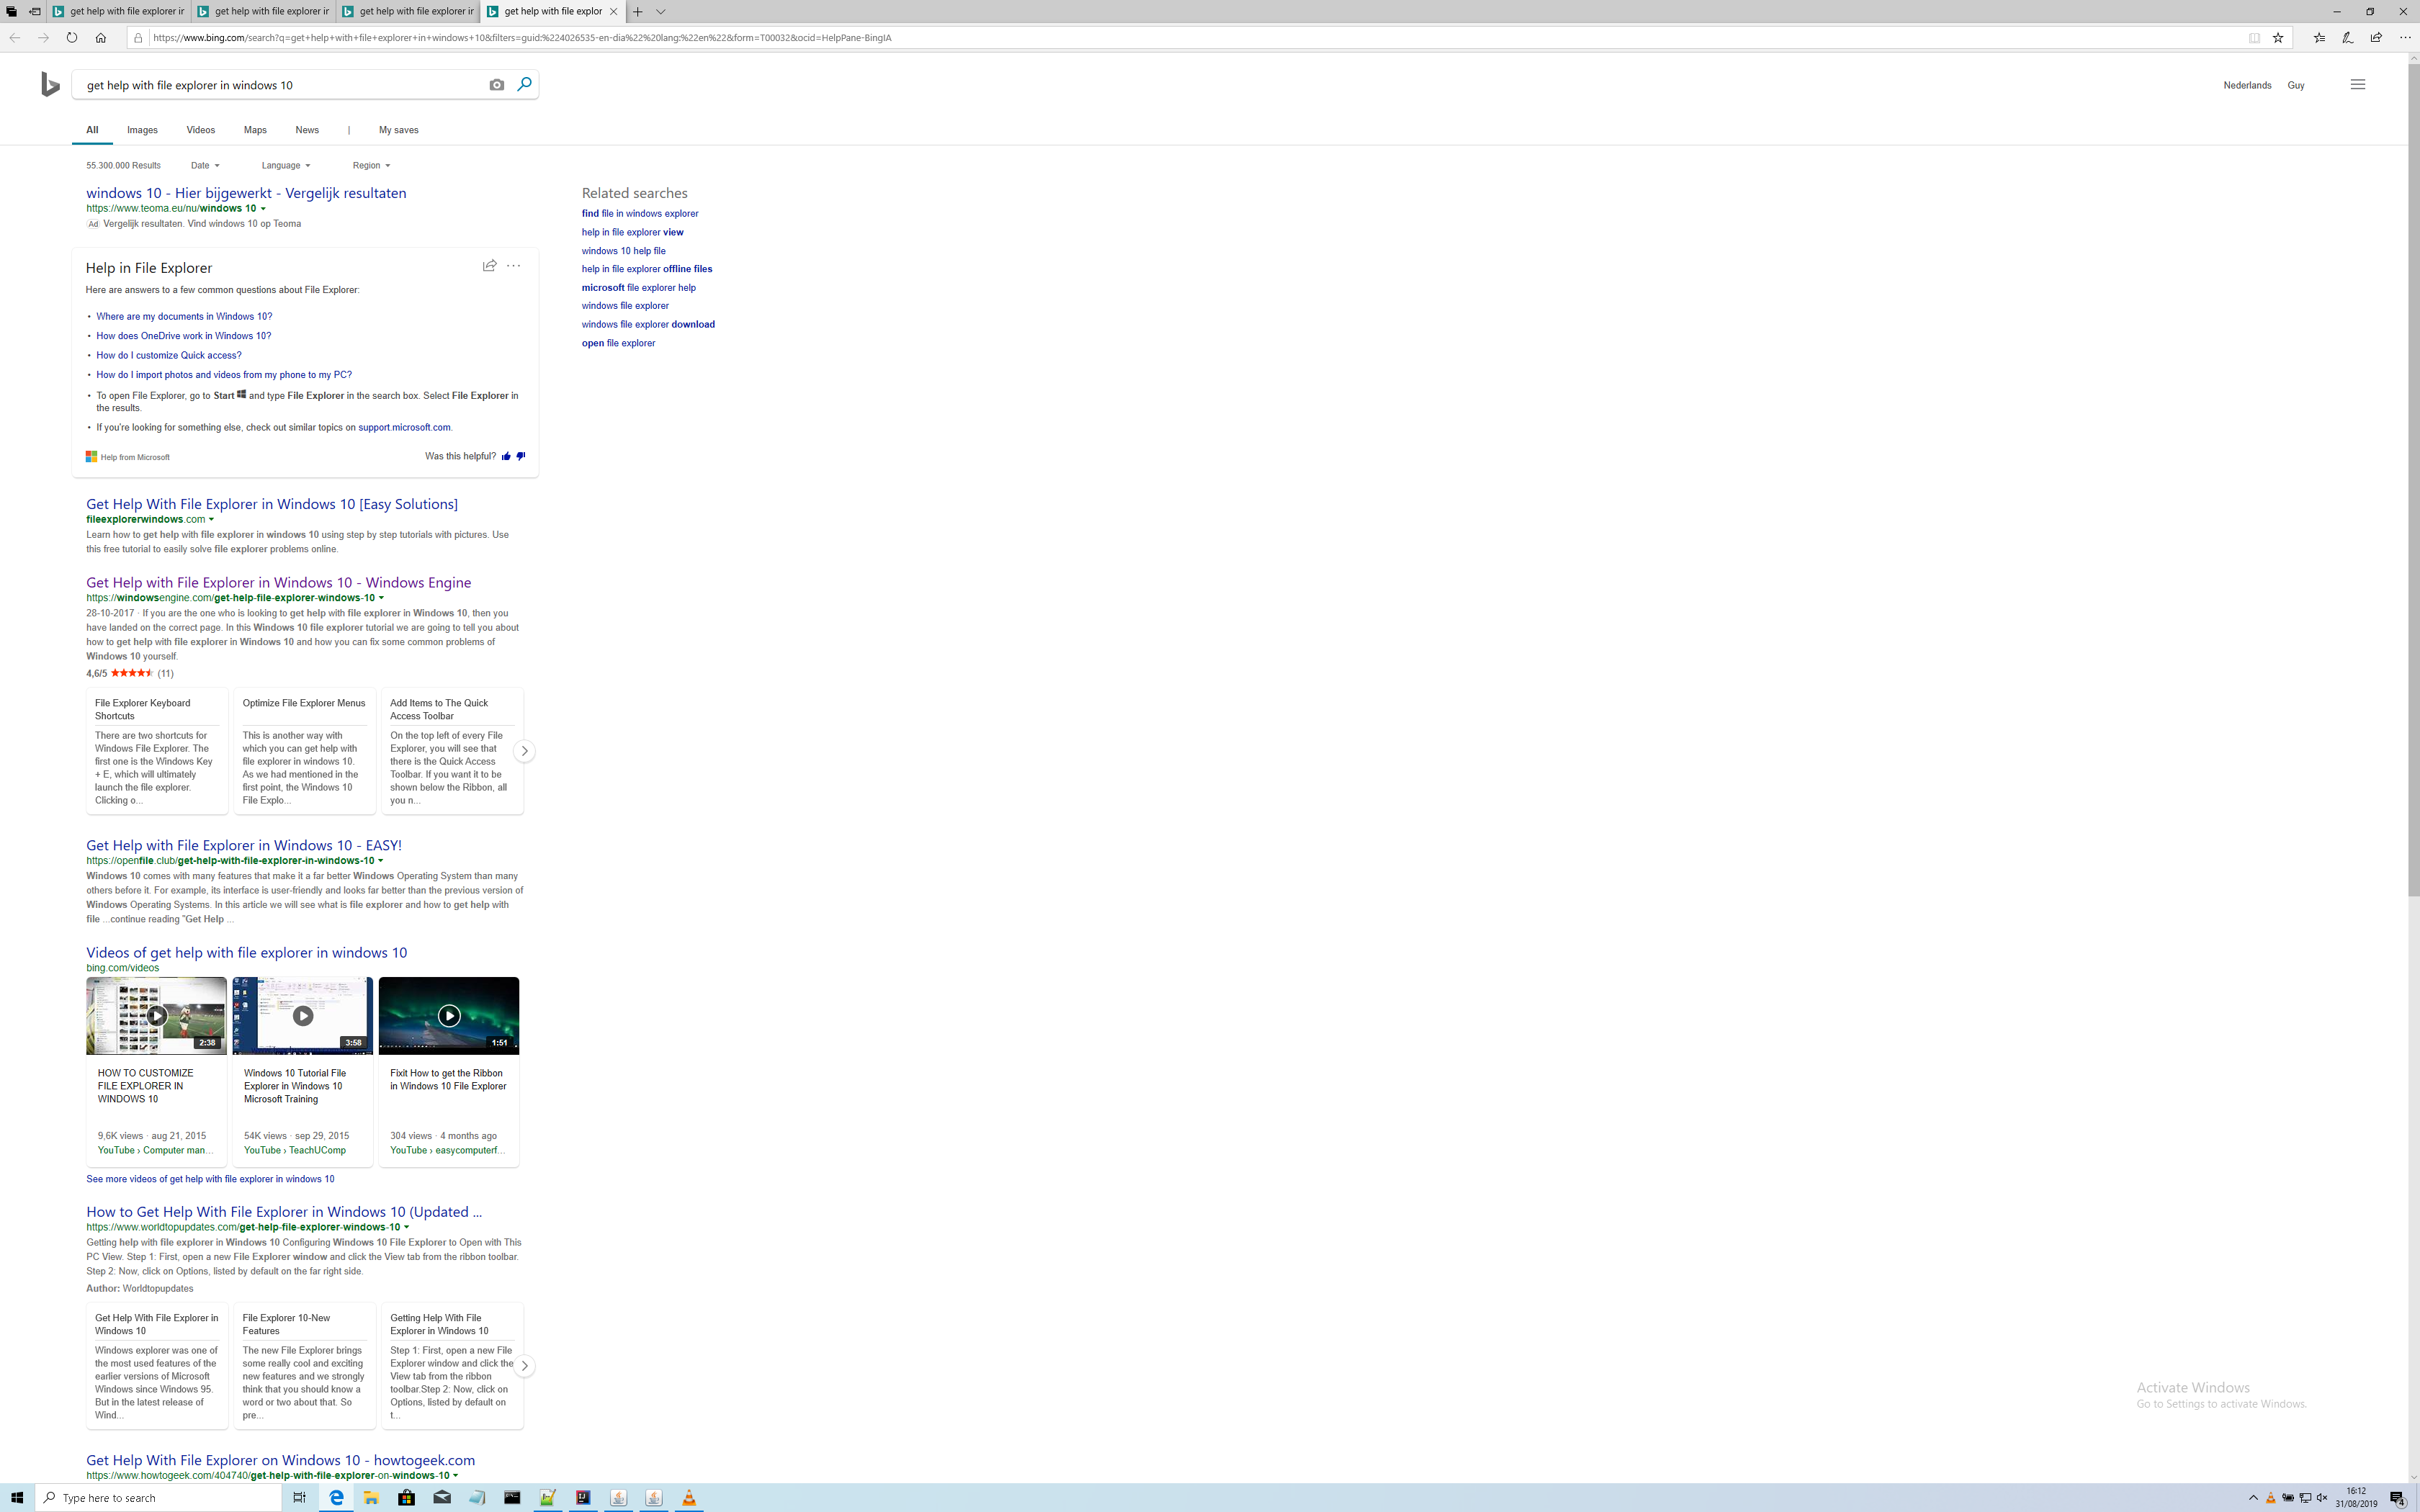 get help with file explorer ir
get help with file explorer ir
get help with file explorer ir
get help with file explor
https://www.bing.com/search?q=get+help+with+file+explorer+in+windows+10&filters=guid:%224026535-en-dia%22%20lang:%22en%22&form=T00032&ocid=HelpPane-BingIA
get help with file explorer in windows 10
Nederlands Guy
All Images Videos Maps News | My saves
55.300.000 Results Date Language Region
windows 10 - Hier bijgewerkt - Vergelijk resultaten
https://www.teoma.eu/nu/windows 10
Ad Vergelijk resultaten. Vind windows 10 op Teoma
Help in File Explorer
Here are answers to a few common questions about File Explorer:
• Where are my documents in Windows 10?
• How does OneDrive work in Windows 10?
• How do I customize Quick access?
• How do I import photos and videos from my phone to my PC?
• To open File Explorer, go to Start and type File Explorer in the search box. Select File Explorer in
the results.
• If you're looking for something else, check out similar topics on support.microsoft.com.
Help from Microsoft
Was this helpful?
Get Help With File Explorer in Windows 10 [Easy Solutions]
fileexplorerwindows.com
Learn how to get help with file explorer in windows 10 using step by step tutorials with pictures. Use
this free tutorial to easily solve file explorer problems online.
Get Help with File Explorer in Windows 10 - Windows Engine
https://windowsengine.com/get-help-file-explorer-windows-10
28-10-2017 · If you are the one who is looking to get help with file explorer in Windows 10, then you
have landed on the correct page. In this Windows 10 file explorer tutorial we are going to tell you about
how to get help with file explorer in Windows 10 and how you can fix some common problems of
Windows 10 yourself.
4,6/5 (11)
File Explorer Keyboard
Shortcuts
There are two shortcuts for
Windows File Explorer. The
first one is the Windows Key
+ E, which will ultimately
launch the file explorer.
Clicking o...
Optimize File Explorer Menus
This is another way with
which you can get help with
file explorer in windows 10.
As we had mentioned in the
first point, the Windows 10
File Explo...
Add Items to The Quick
Access Toolbar
On the top left of every File
Explorer, you will see that
there is the Quick Access
Toolbar. If you want it to be
shown below the Ribbon, all
you n...
Get Help with File Explorer in Windows 10 - EASY!
https://openfile.club/get-help-with-file-explorer-in-windows-10
Windows 10 comes with many features that make it a far better Windows Operating System than many
others before it. For example, its interface is user-friendly and looks far better than the previous version of
Windows Operating Systems. In this article we will see what is file explorer and how to get help with
file ...continue reading "Get Help ...
Videos of get help with file explorer in windows 10
bing.com/videos
2:38
3:58
1:51
HOW TO CUSTOMIZE
FILE EXPLORER IN
WINDOWS 10
9,6K views · aug 21, 2015
YouTube › Computer man...
Windows 10 Tutorial File
Explorer in Windows 10
Microsoft Training
54K views · sep 29, 2015
YouTube › TeachUComp
Fixit How to get the Ribbon
in Windows 10 File Explorer
304 views · 4 months ago
YouTube › easycomputerf...
See more videos of get help with file explorer in windows 10
How to Get Help With File Explorer in Windows 10 (Updated ...
https://www.worldtopupdates.com/get-help-file-explorer-windows-10
Getting help with file explorer in Windows 10 Configuring Windows 10 File Explorer to Open with This
PC View. Step 1: First, open a new File Explorer window and click the View tab from the ribbon toolbar.
Step 2: Now, click on Options, listed by default on the far right side.
Author: Worldtopupdates
Get Help With File Explorer in
Windows 10
Windows explorer was one of
the most used features of the
earlier versions of Microsoft
Windows since Windows 95.
But in the latest release of
Wind...
File Explorer 10-New
Features
The new File Explorer brings
some really cool and exciting
new features and we strongly
think that you should know a
word or two about that. So
pre...
Getting Help With File
Explorer in Windows 10
Step 1: First, open a new File
Explorer window and click the
View tab from the ribbon
toolbar.Step 2: Now, click on
Options, listed by default on
t...
Get Help With File Explorer on Windows 10 - howtogeek.com
https://www.howtogeek.com/404740/get-help-with-file-explorer-on-windows-10
Related searches
find file in windows explorer
help in file explorer view
windows 10 help file
help in file explorer offline files
microsoft file explorer help
windows file explorer
windows file explorer download
open file explorer
Activate Windows
Go to Settings to activate Windows.
Type here to search
16:12
31/08/2019
4